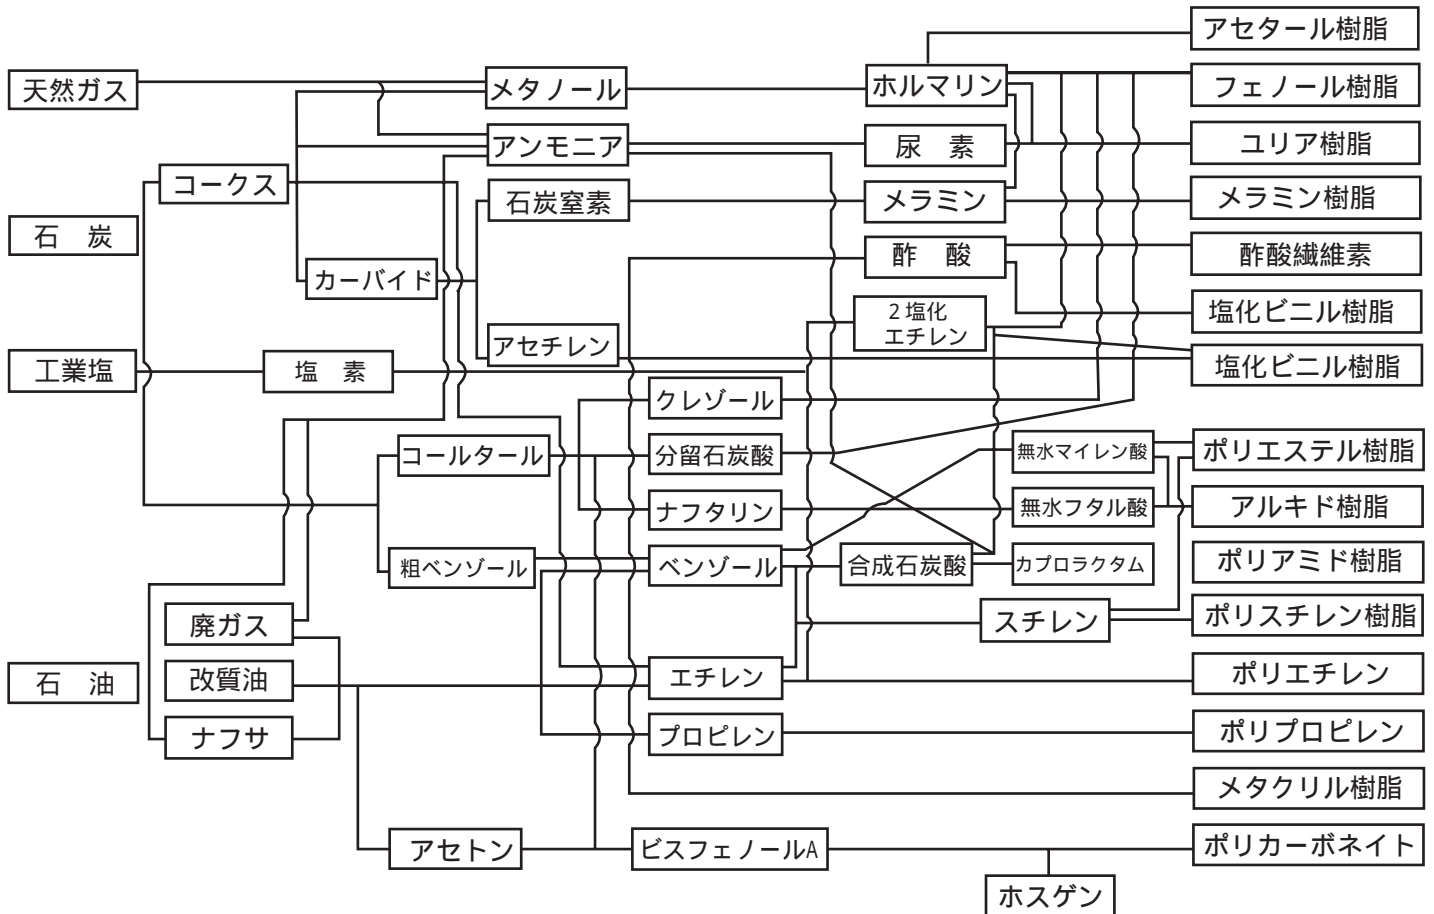 アセタール樹脂
天然ガス
メタノール
ホルマリン
フェノール樹脂
アンモニア
尿 素
ユリア樹脂
コークス
石炭窒素
メラミン
メラミン樹脂
石 炭
酢 酸
酢酸繊維素
カーバイド
2塩化
エチレン
塩化ビニル樹脂
アセチレン
塩化ビニル樹脂
工業塩
塩 素
クレゾール
コールタール
分留石炭酸
無水マイレン酸
ポリエステル樹脂
ナフタリン
無水フタル酸
アルキド樹脂
粗ベンゾール
ベンゾール
合成石炭酸
カプロラクタム
ポリアミド樹脂
廃ガス
スチレン
ポリスチレン樹脂
石 油
改質油
エチレン
ポリエチレン
ナフサ
プロピレン
ポリプロピレン
メタクリル樹脂
アセトン
ビスフェノールA
ポリカーボネイト
ホスゲン